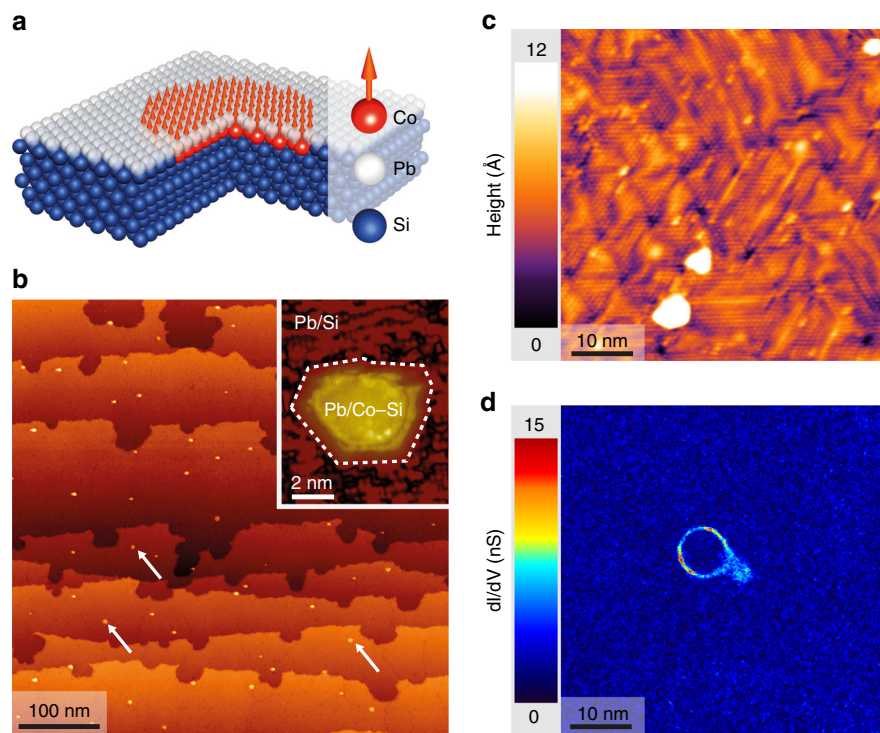 a
Co
Pb
Si
b
Pb/Si
Pb/Co–Si
2 nm
100 nm
c
12
Height (Å)
0
10 nm
d
15
dI/dV (nS)
0
10 nm